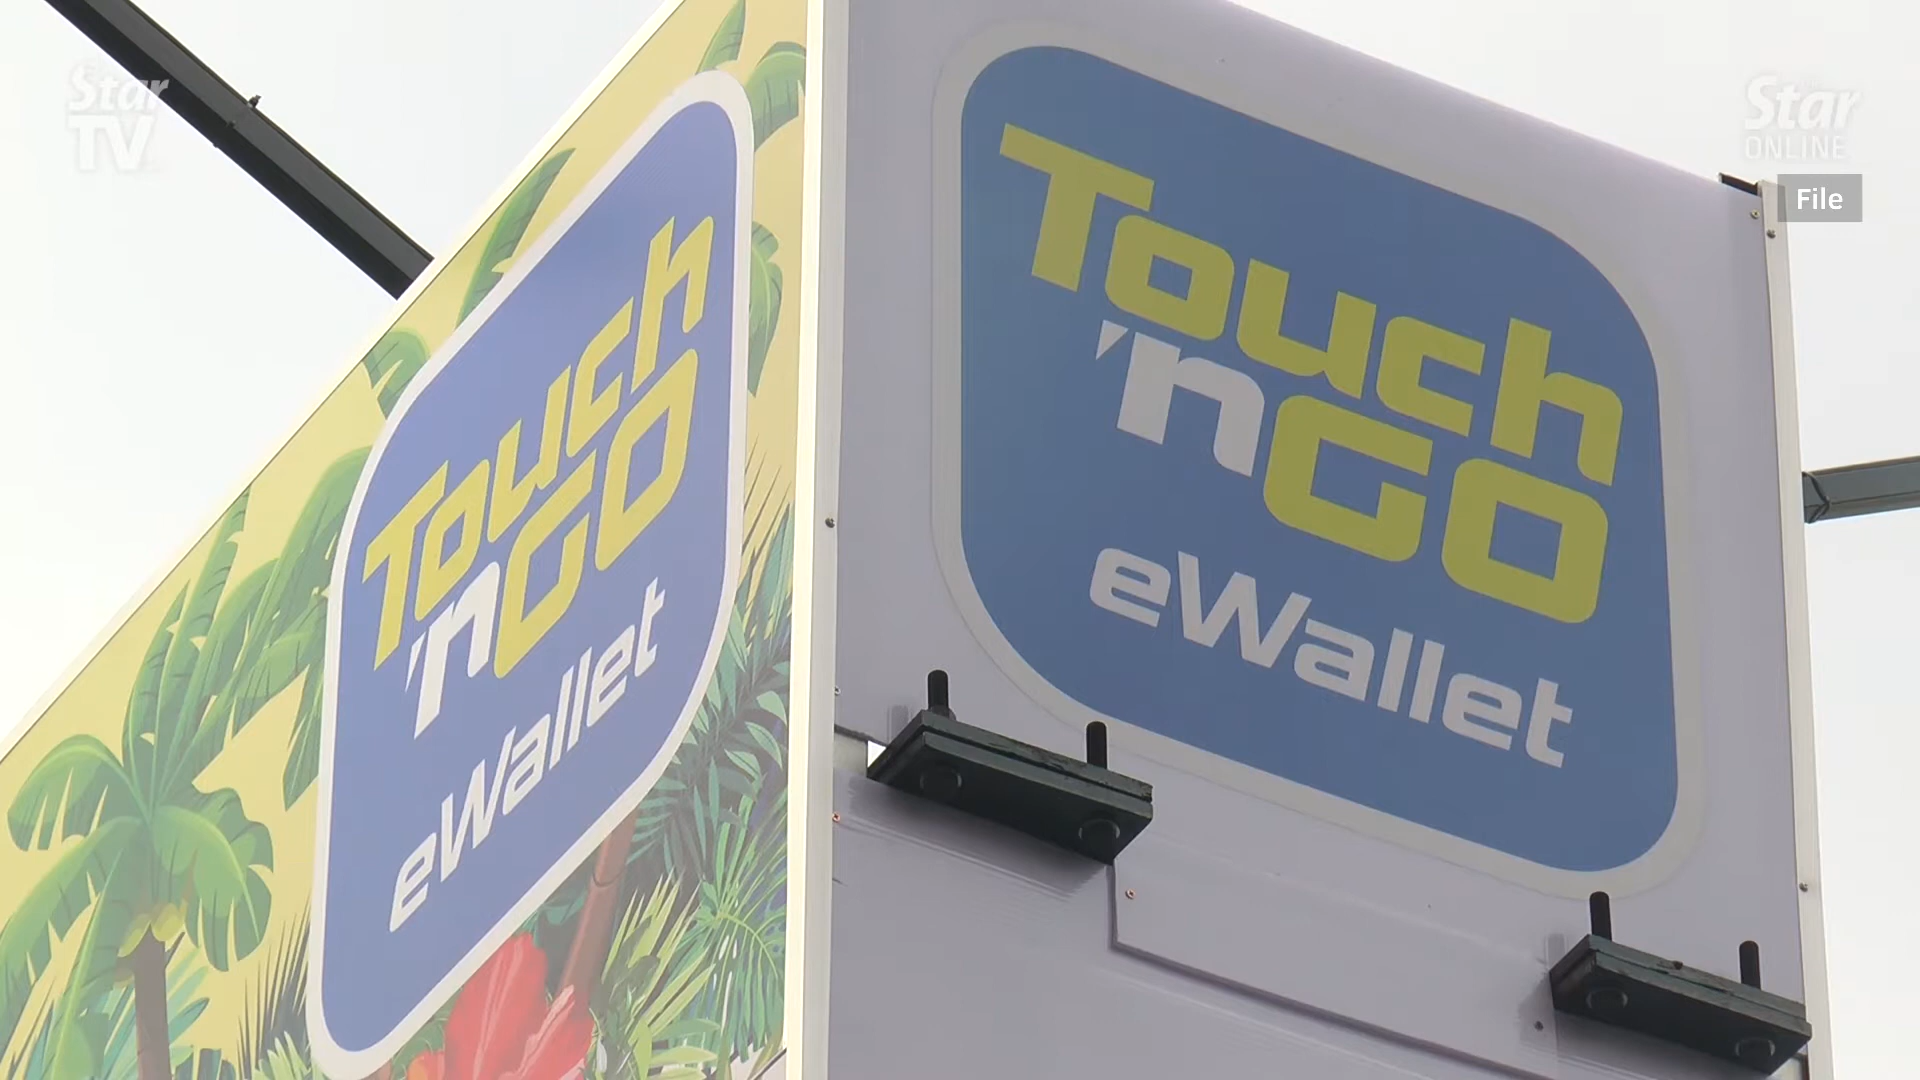 Star
TV
Star
ONLINE
File
Touch
'nGO
eWallet
Touch
'nGO
eWallet